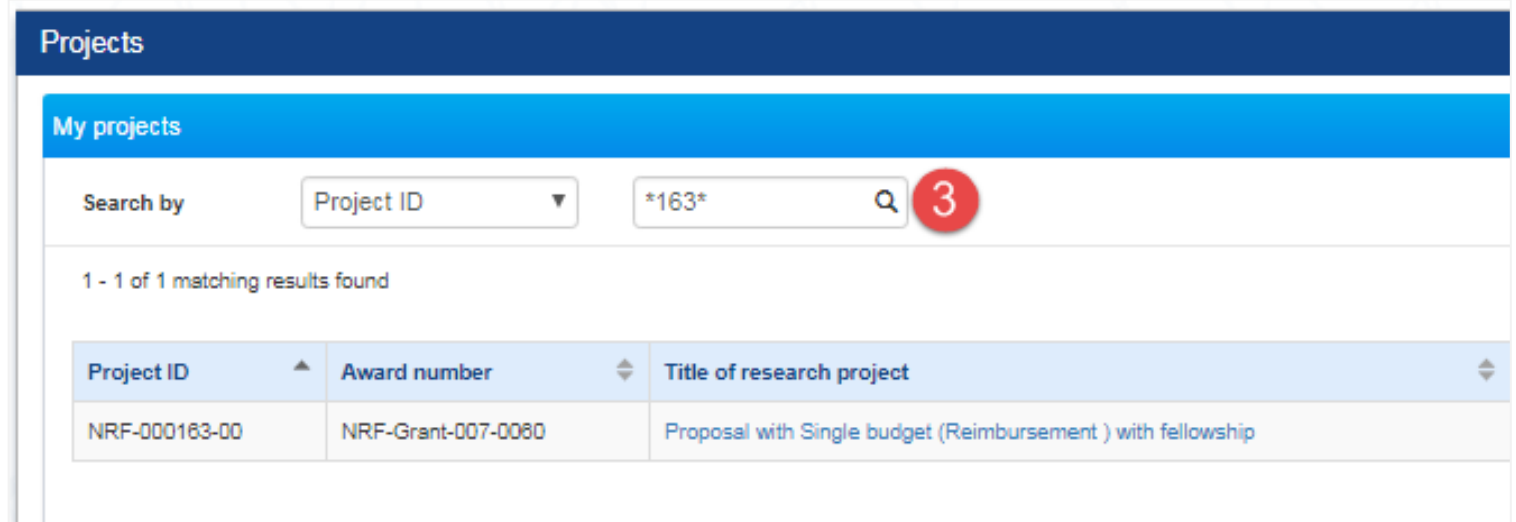 Projects
My projects
Search by Project ID *163* 3
1 - 1 of 1 matching results found
Project ID Award number Title of research project
NRF-000163-00 NRF-Grant-007-0060 Proposal with Single budget (Reimbursement ) with fellowship